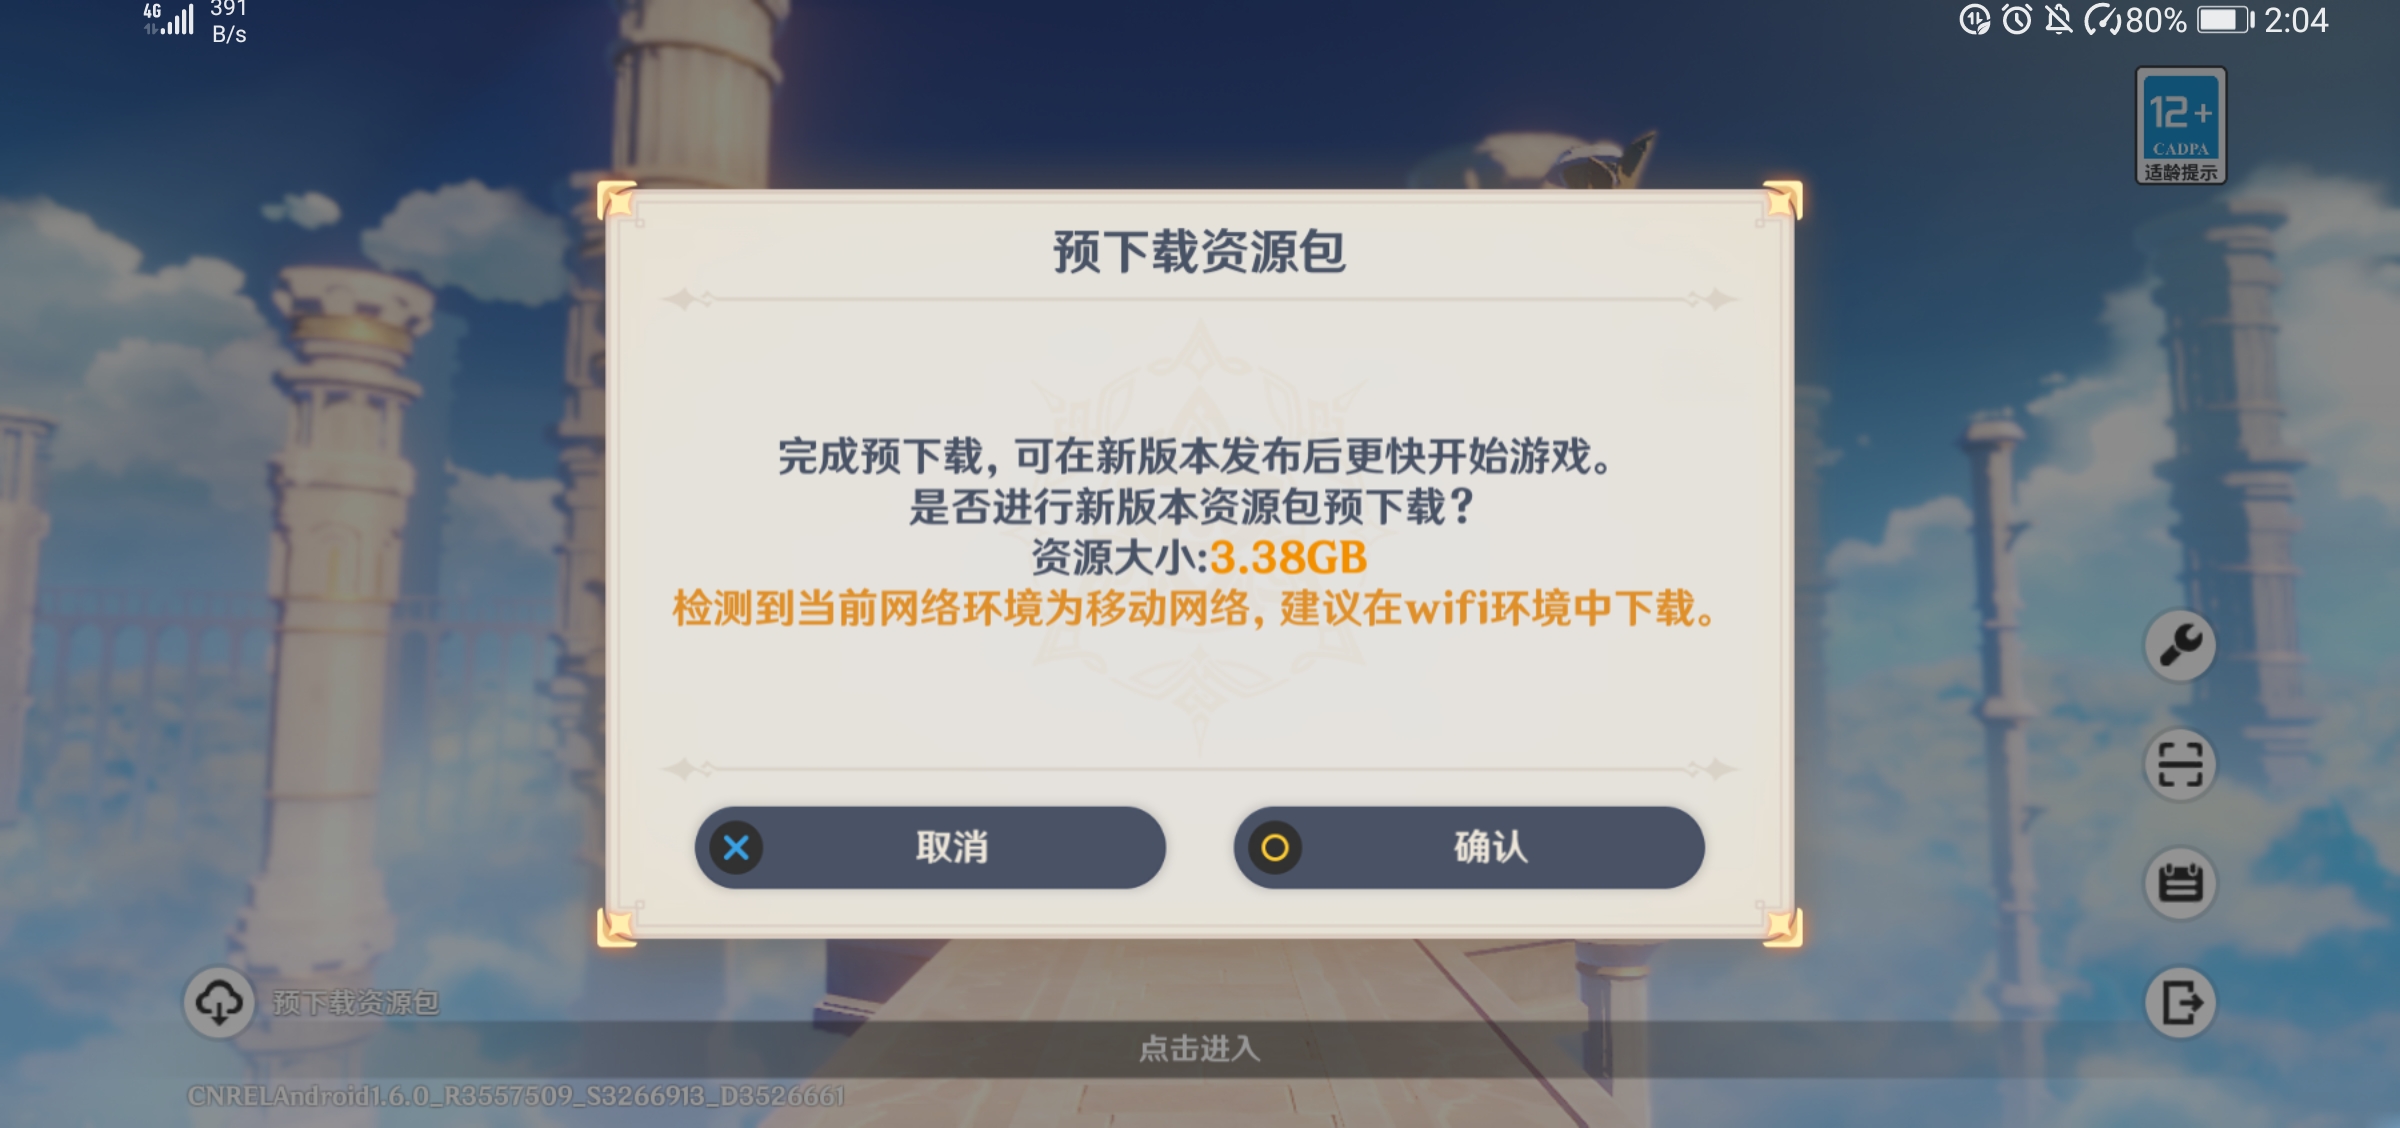 4G
391
B/s
80%
2:04
12+
CADPA
适龄提示
预下载资源包
完成预下载，可在新版本发布后更快开始游戏。
是否进行新版本资源包预下载？
资源大小:3.38GB
检测到当前网络环境为移动网络，建议在wifi环境中下载。
取消
确认
预下载资源包
点击进入
CNRELAndroid1.6.0_R3557509_S3266913_D3526661